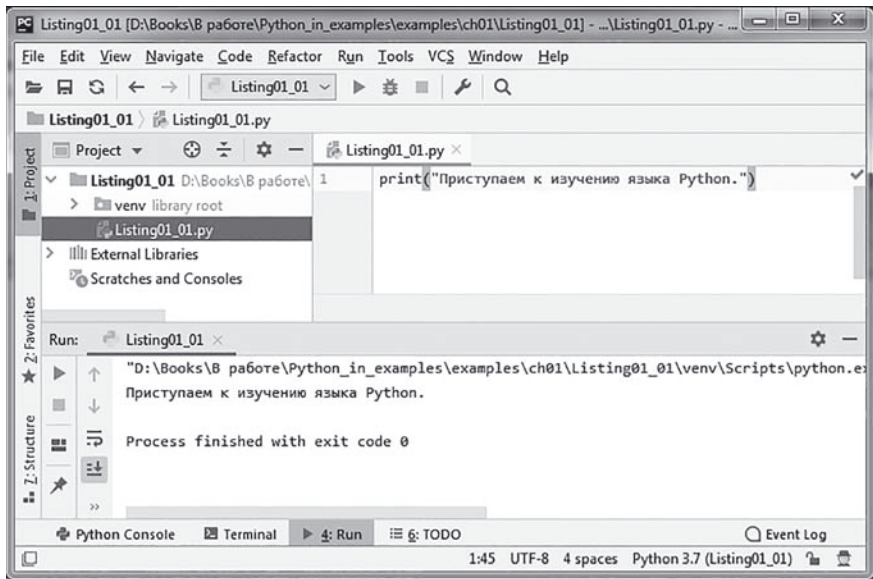 Listing01_01 [D:\Books\В работе\Python_in_examples\examples\ch01\Listing01_01] - ...\Listing01_01.py - ...
File Edit View Navigate Code Refactor Run Tools VCS Window Help
Listing01_01
Listing01_01 Listing01_01.py
1: Project
Project
Listing01_01.py
Listing01_01 D:\Books\В работе\
venv library root
Listing01_01.py
External Libraries
Scratches and Consoles
1 print("Приступаем к изучению языка Python.")
2: Favorites
7: Structure
Run: Listing01_01
"D:\Books\В работе\Python_in_examples\examples\ch01\Listing01_01\venv\Scripts\python.e
Приступаем к изучению языка Python.
Process finished with exit code 0
Python Console Terminal 4: Run 6: TODO Event Log
1:45 UTF-8 4 spaces Python 3.7 (Listing01_01)